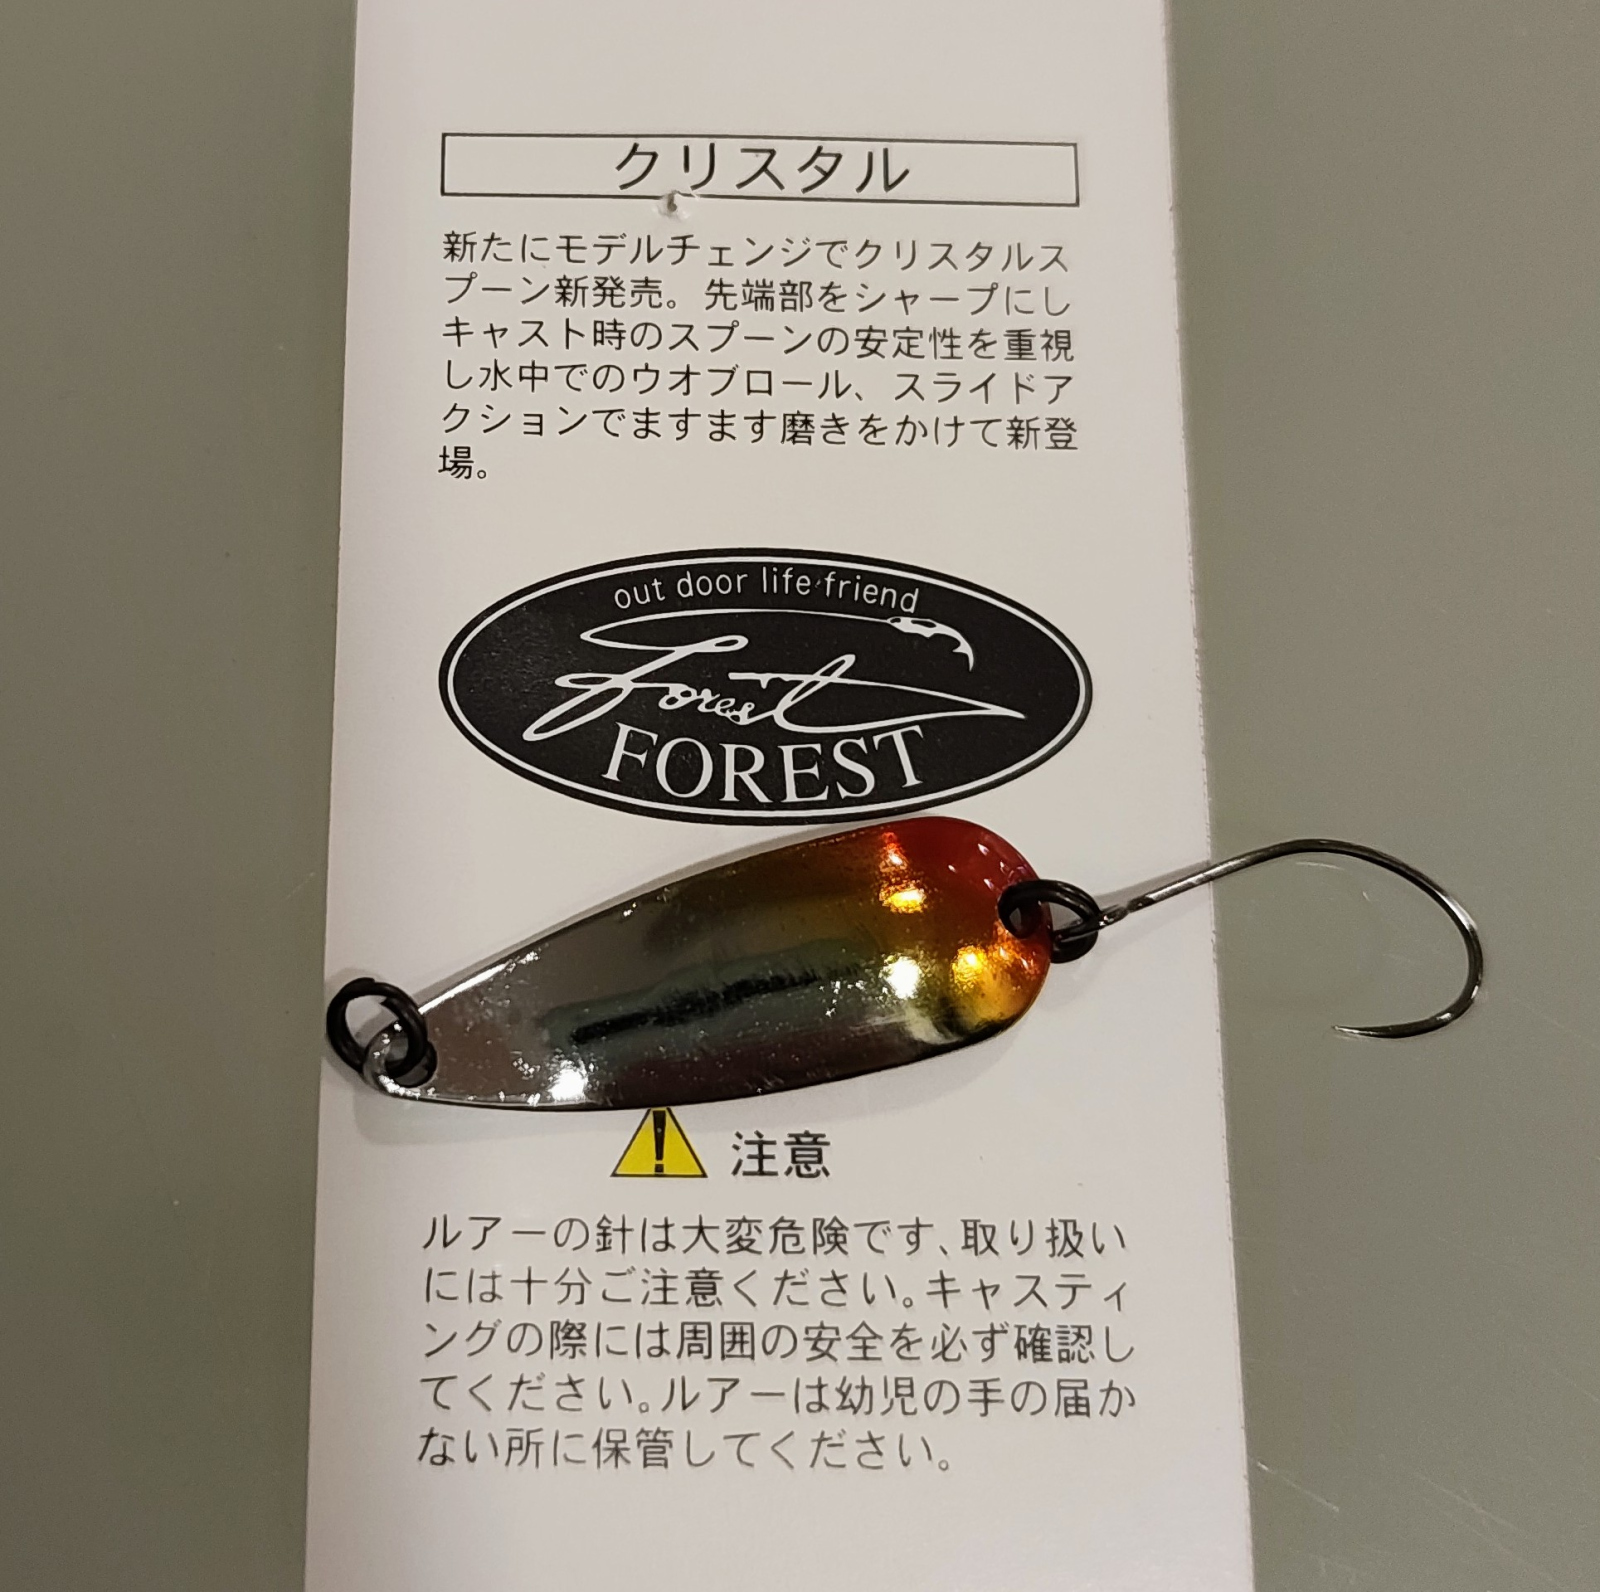 クリスタル
新たにモデルチェンジでクリスタルス
プーン新発売。先端部をシャープにし
キャスト時のスプーンの安定性を重視
し水中でのウオブロール、スライドア
クションでますます磨きをかけて新登
場。
out door life friend
Forest
FOREST
注意
ルアーの針は大変危険です､取り扱い
には十分ご注意ください｡キャスティ
ングの際には周囲の安全を必ず確認し
てください｡ルアーは幼児の手の届か
ない所に保管してください。